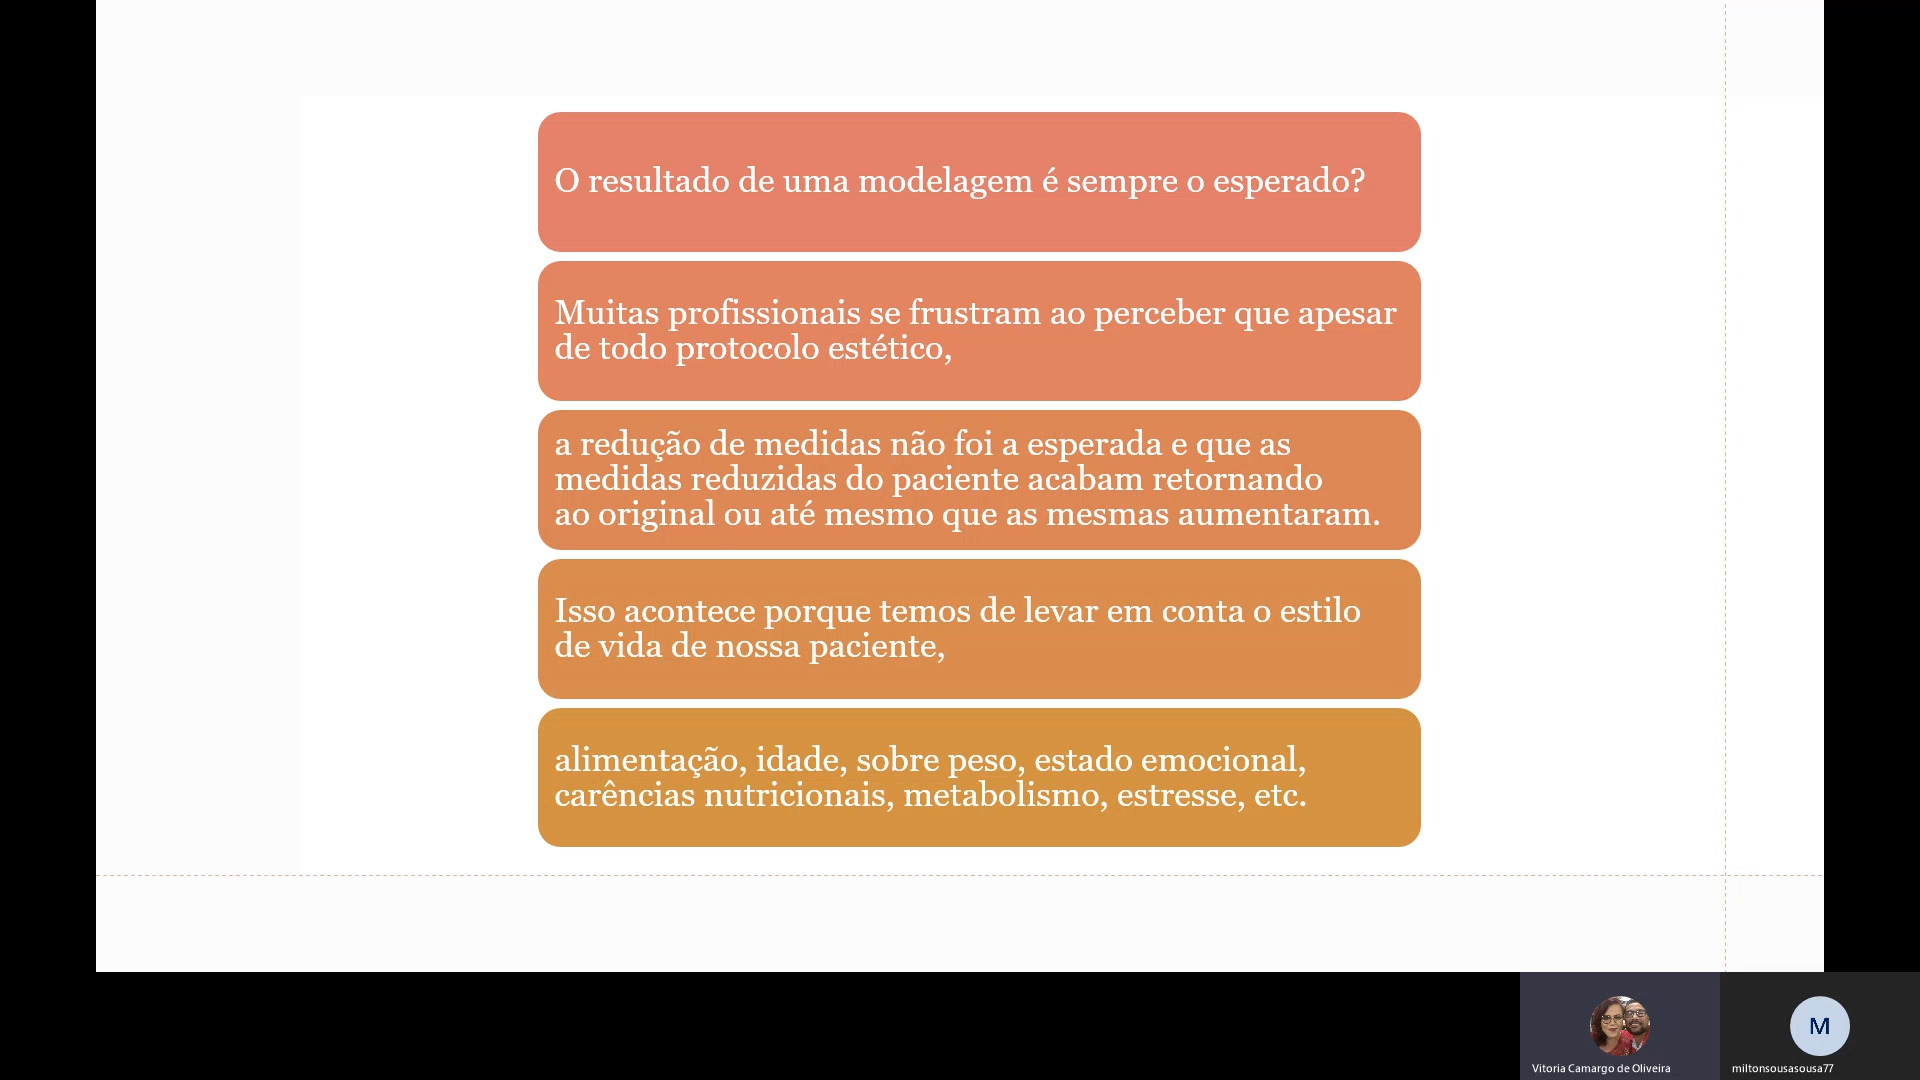 O resultado de uma modelagem é sempre o esperado?
Muitas profissionais se frustram ao perceber que apesar
de todo protocolo estético,
a redução de medidas não foi a esperada e que as
medidas reduzidas do paciente acabam retornando
ao original ou até mesmo que as mesmas aumentaram.
Isso acontece porque temos de levar em conta o estilo
de vida de nossa paciente,
alimentação, idade, sobre peso, estado emocional,
carências nutricionais, metabolismo, estresse, etc.
M
Vitoria Camargo de Oliveira
miltonsousasousa77